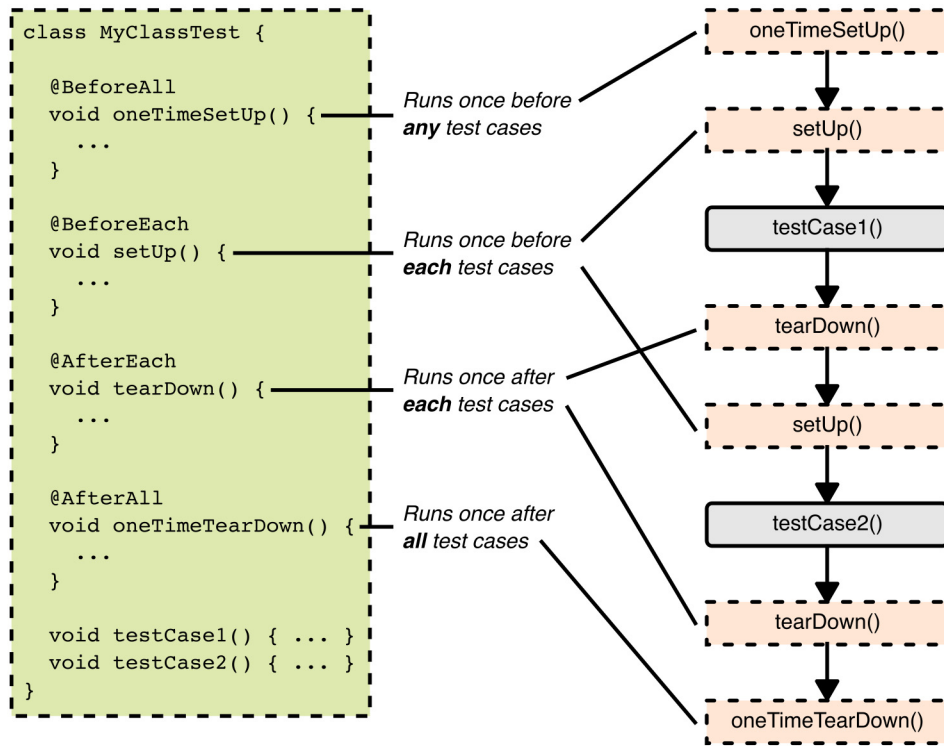 class MyClassTest {
@BeforeAll
void oneTimeSetUp() {
...
}
@BeforeEach
void setUp() {
...
}
@AfterEach
void tearDown() {
...
}
@AfterAll
void oneTimeTearDown() {
...
}
void testCase1() { ... }
void testCase2() { ... }
}
Runs once before
any test cases
Runs once before
each test cases
Runs once after
each test cases
Runs once after
all test cases
oneTimeSetUp()
setUp()
testCase1()
tearDown()
setUp()
testCase2()
tearDown()
oneTimeTearDown()